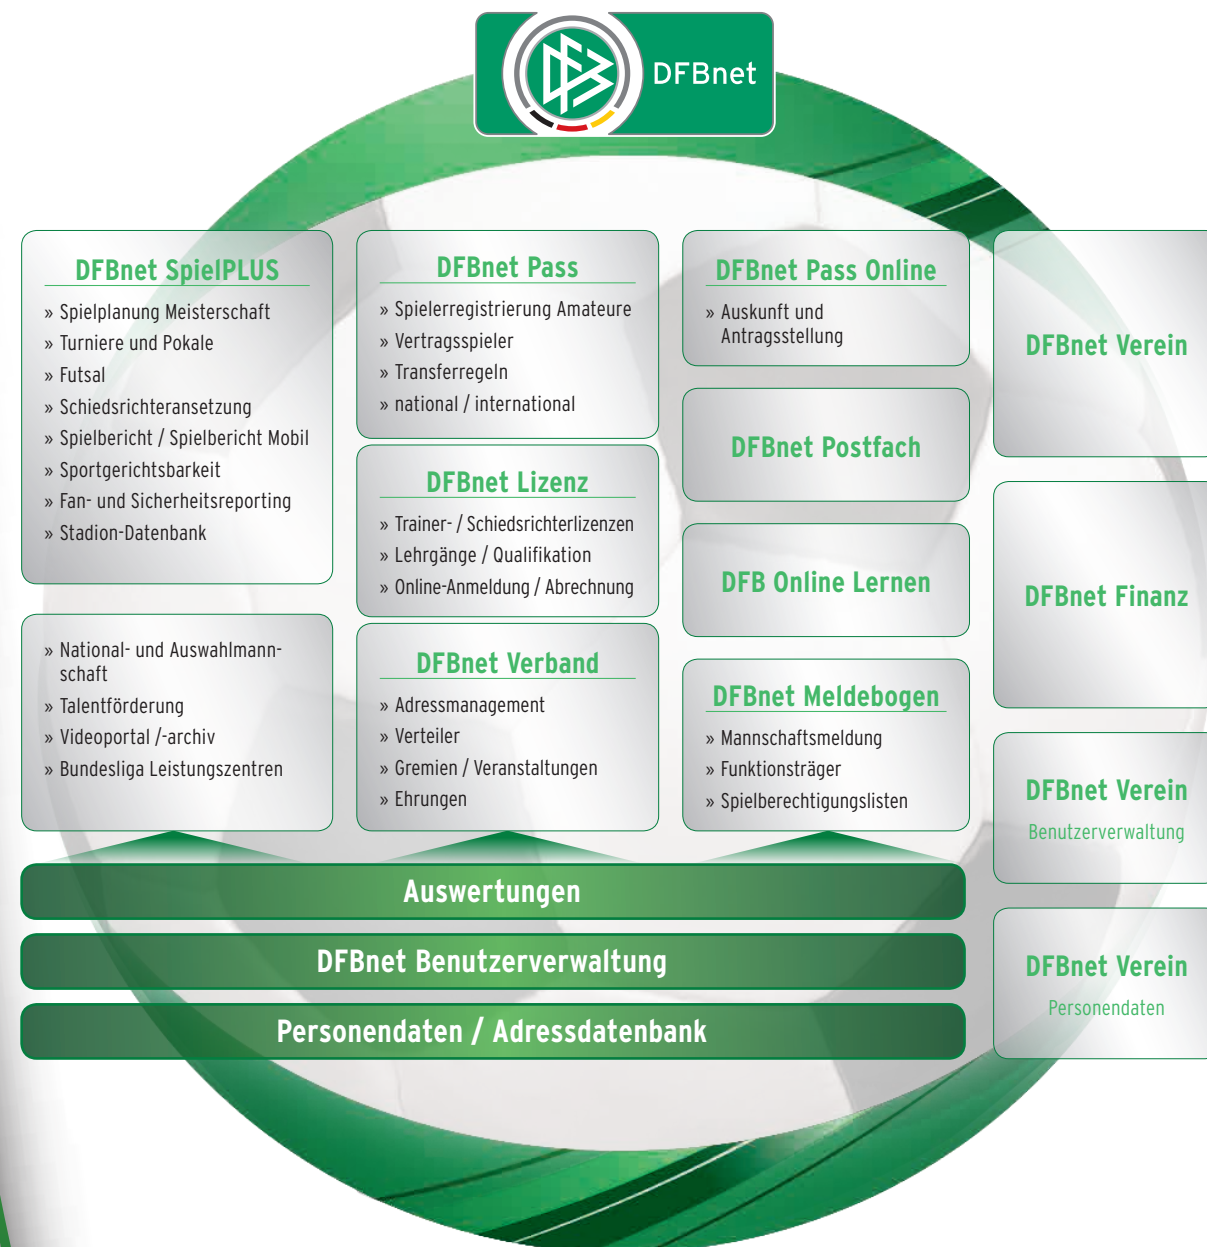 DFBnet
DFBnet SpielPLUS
» Spielplanung Meisterschaft
» Turniere und Pokale
» Futsal
» Schiedsrichteransetzung
» Spielbericht / Spielbericht Mobil
» Sportgerichtsbarkeit
» Fan- und Sicherheitsreporting
» Stadion-Datenbank
» National- und Auswahlmann-
schaft
» Talentförderung
» Videoportal /-archiv
» Bundesliga Leistungszentren
DFBnet Pass
» Spielerregistrierung Amateure
» Vertragsspieler
» Transferregeln
» national / international
DFBnet Lizenz
» Trainer- / Schiedsrichterlizenzen
» Lehrgänge / Qualifikation
» Online-Anmeldung / Abrechnung
DFBnet Verband
» Adressmanagement
» Verteiler
» Gremien / Veranstaltungen
» Ehrungen
DFBnet Pass Online
» Auskunft und
Antragsstellung
DFBnet Postfach
DFB Online Lernen
DFBnet Meldebogen
» Mannschaftsmeldung
» Funktionsträger
» Spielberechtigungslisten
DFBnet Verein
DFBnet Finanz
DFBnet Verein
Benutzerverwaltung
DFBnet Verein
Personendaten
Auswertungen
DFBnet Benutzerverwaltung
Personendaten / Adressdatenbank